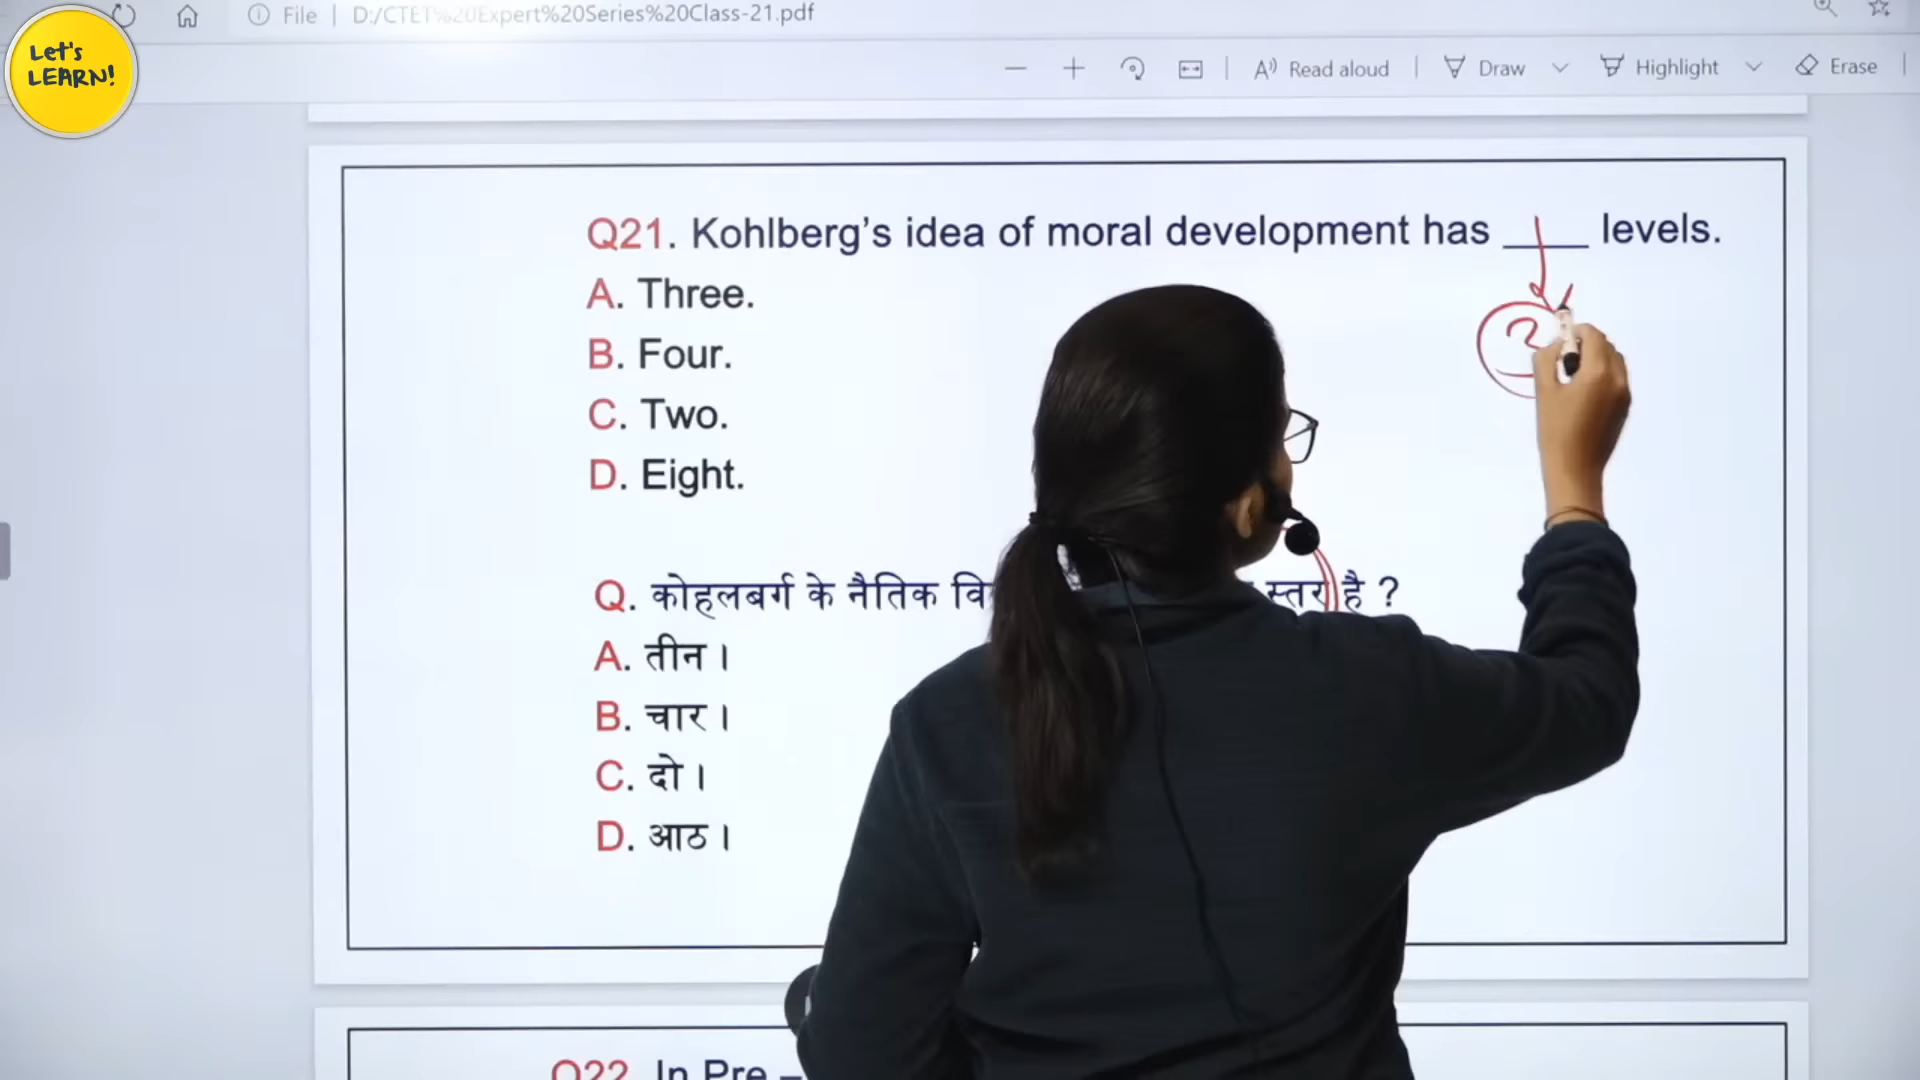 Let's
LEARN!
File | D:/CTET%20Expert%20Series%20Class-21.pdf
Read aloud
Draw
Highlight
Erase
Q21. Kohlberg's idea of moral development has ____ levels.
A. Three.
B. Four.
C. Two.
D. Eight.
Q. कोहलबर्ग के नैतिक स्तर है ?
A. तीन ।
B. चार ।
C. दो ।
D. आठ ।
Q22. In Pre –